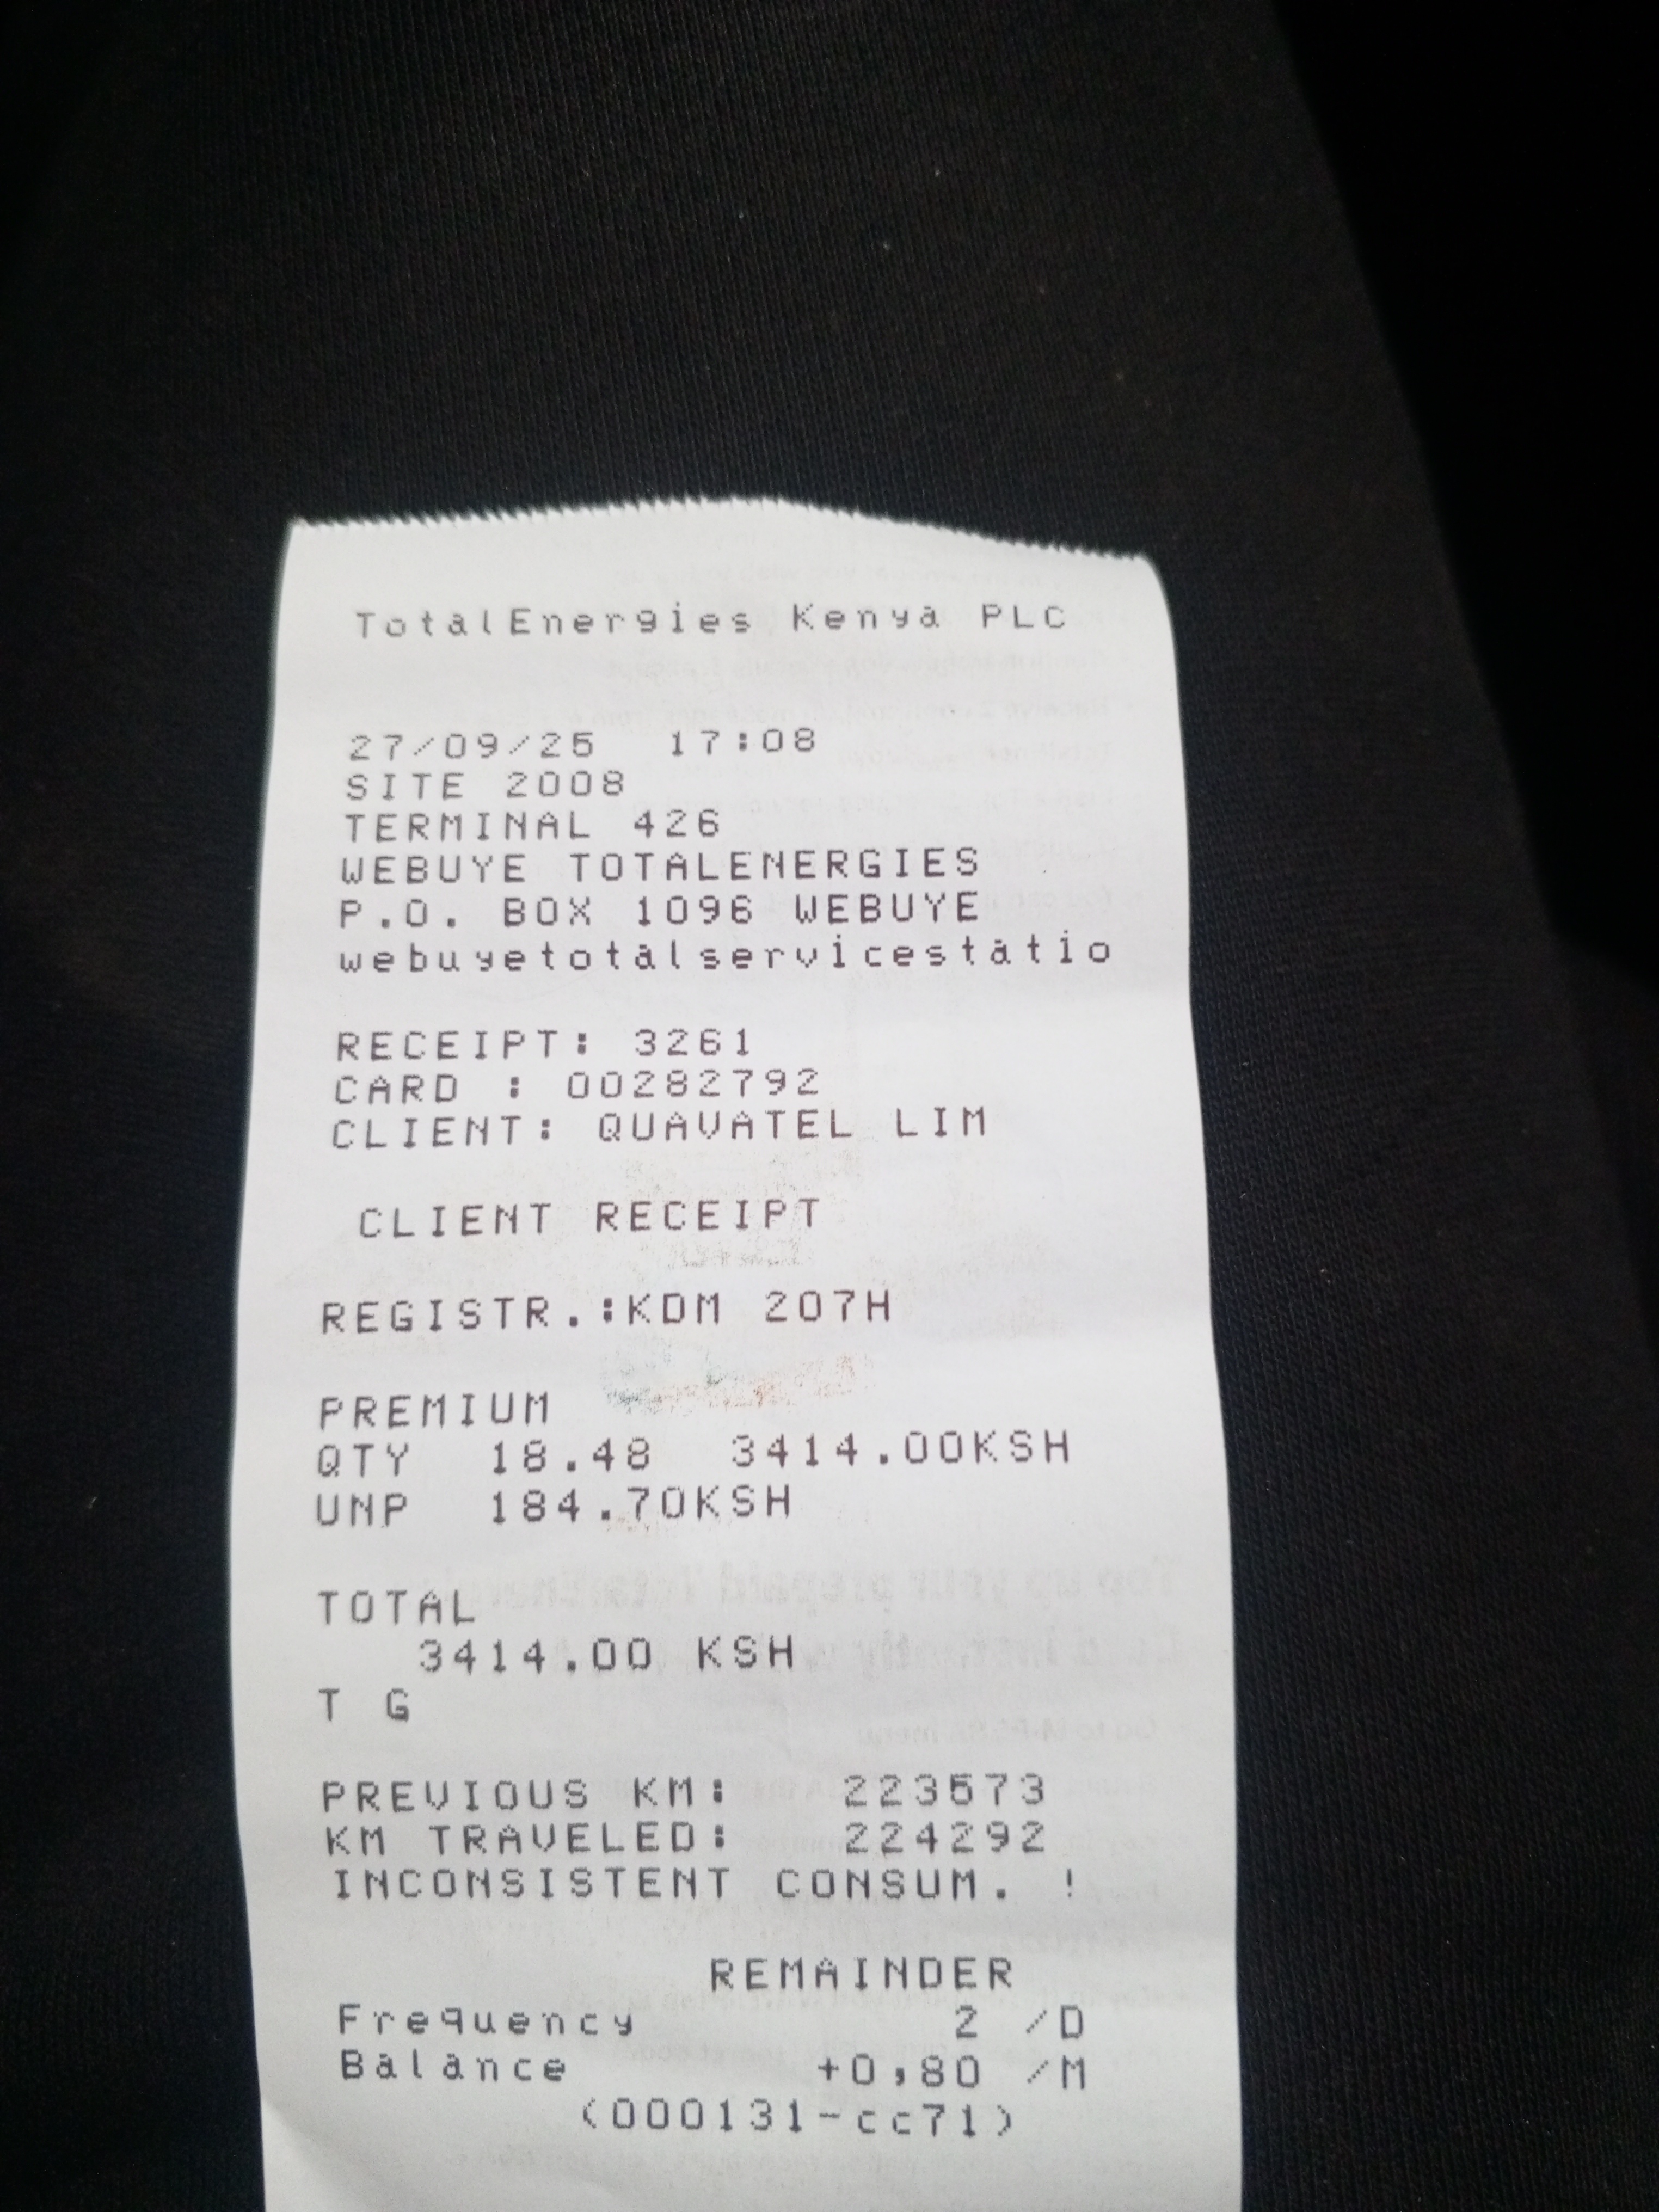 TotalEnergies Kenya PLC
27/09/25 17:08
SITE 2008
TERMINAL 426
WEBUYE TOTALENERGIES
P.O. BOX 1096 WEBUYE
webuyetotalservicestatio
RECEIPT: 3261
CARD : 00282792
CLIENT: QUAVATEL LIM
CLIENT RECEIPT
REGISTR.:KDM 207H
PREMIUM
QTY 18.48 3414.00KSH
UNP 184.70KSH
TOTAL
3414.00 KSH
T G
PREVIOUS KM: 223573
KM TRAVELED: 224292
INCONSISTENT CONSUM. !
REMAINDER
Frequency 2 /D
Balance +0,80 /M
(000131-cc71)